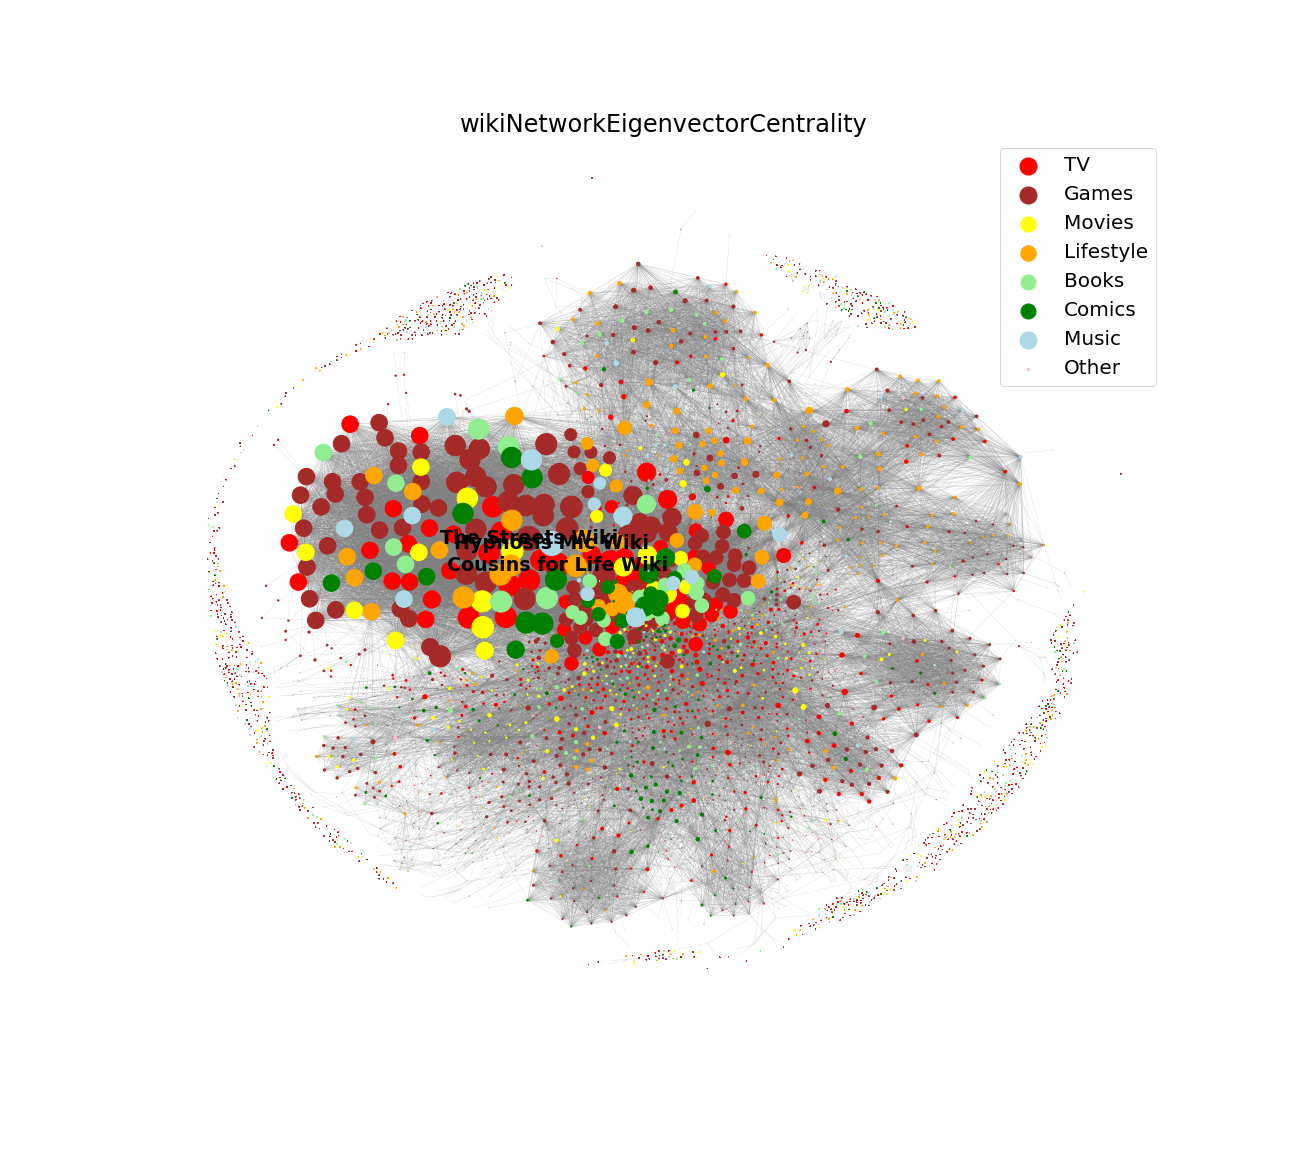 wikiNetworkEigenvectorCentrality
TV
Games
Movies
Lifestyle
Books
Comics
Music
Other
The Streets Wiki
Hypnosis Mic Wiki
Cousins for Life Wiki